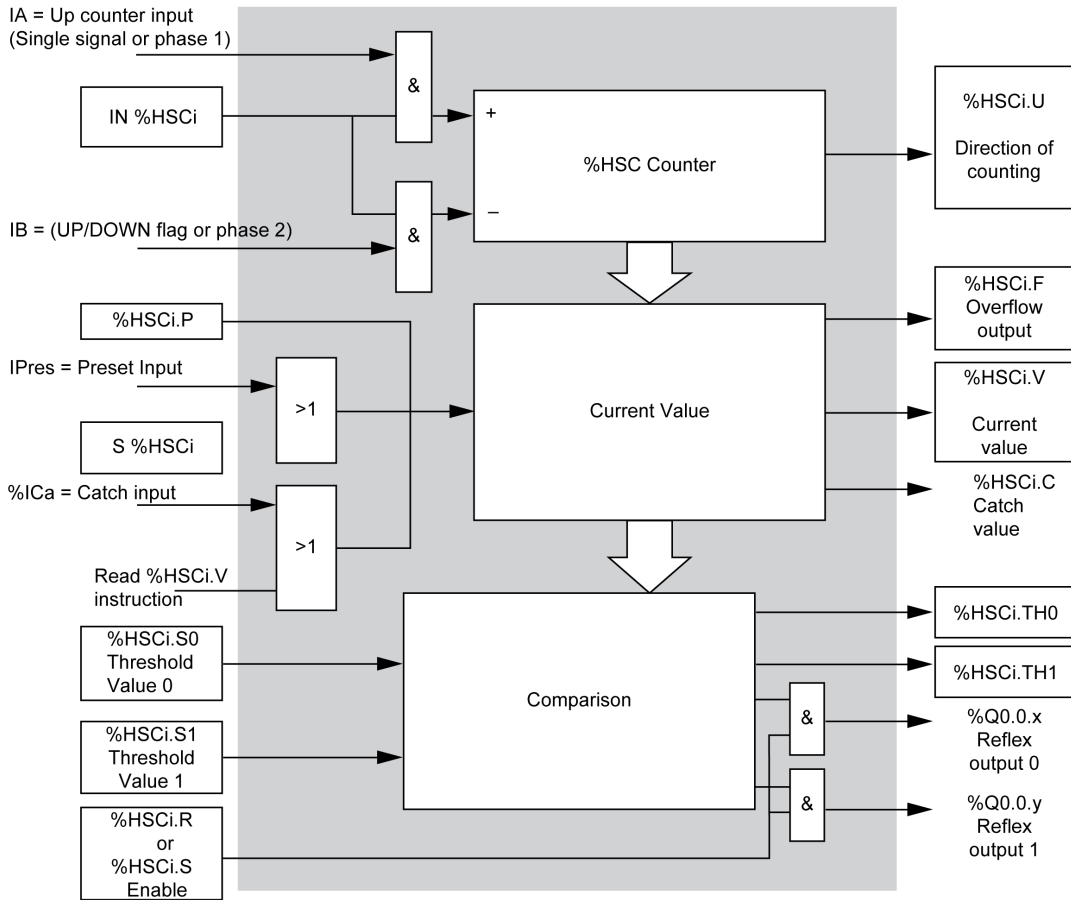 IA = Up counter input
(Single signal or phase 1)
&
IN %HSCi
+
%HSC Counter
–
%HSCi.U
Direction of
counting
IB = (UP/DOWN flag or phase 2)
&
%HSCi.P
%HSCi.F
Overflow
output
IPres = Preset Input
>1
Current Value
%HSCi.V
Current
value
S %HSCi
%ICa = Catch input
>1
%HSCi.C
Catch
value
Read %HSCi.V
instruction
%HSCi.S0
Threshold
Value 0
Comparison
%HSCi.TH0
%HSCi.TH1
&
%Q0.0.x
Reflex
output 0
%HSCi.S1
Threshold
Value 1
&
%Q0.0.y
Reflex
output 1
%HSCi.R
or
%HSCi.S
Enable